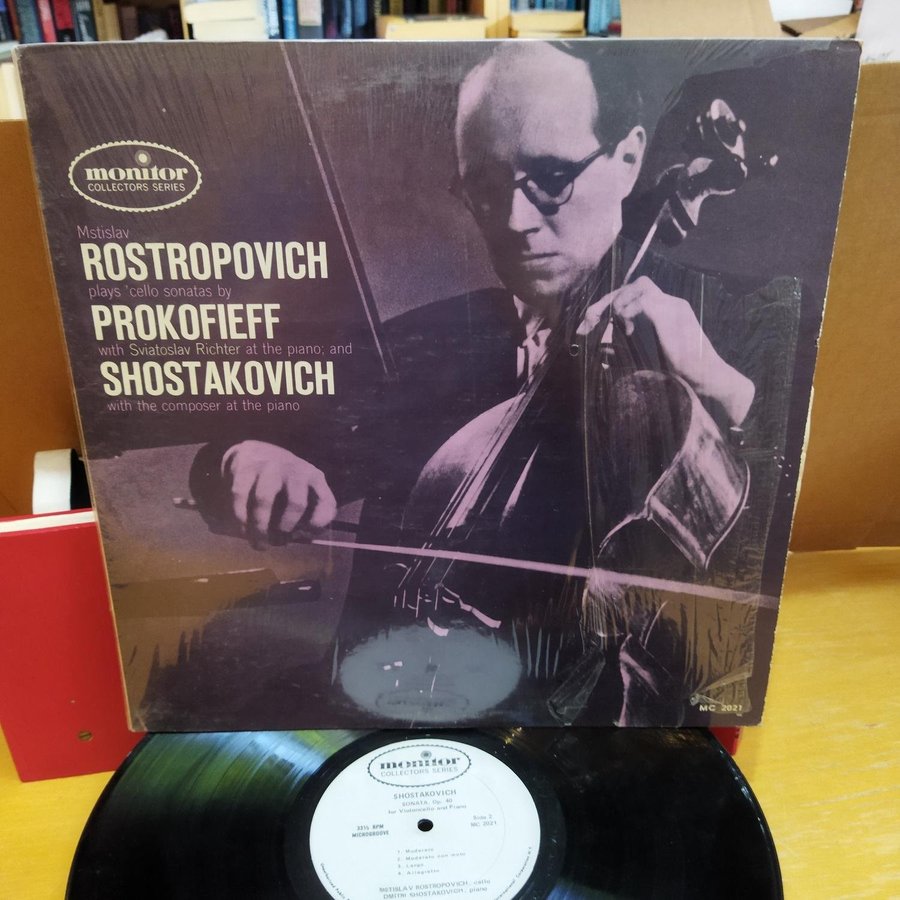 monitor
COLLECTORS SERIES
Mstislav
ROSTROPOVICH
plays 'cello sonatas by
PROKOFIEFF
with Sviatoslav Richter at the piano; and
SHOSTAKOVICH
with the composer at the piano
MC 2021
monitor
COLLECTORS SERIES
SHOSTAKOVICH
SONATA, Op. 40
for Violoncello and Piano
33⅓ RPM
MICROGROOVE
Side 2
MC 2021
1. Moderato
2. Moderato con moto
3. Largo
4. Allegretto
MSTISLAV ROSTROPOVICH, cello
DMITRI SHOSTAKOVICH, piano